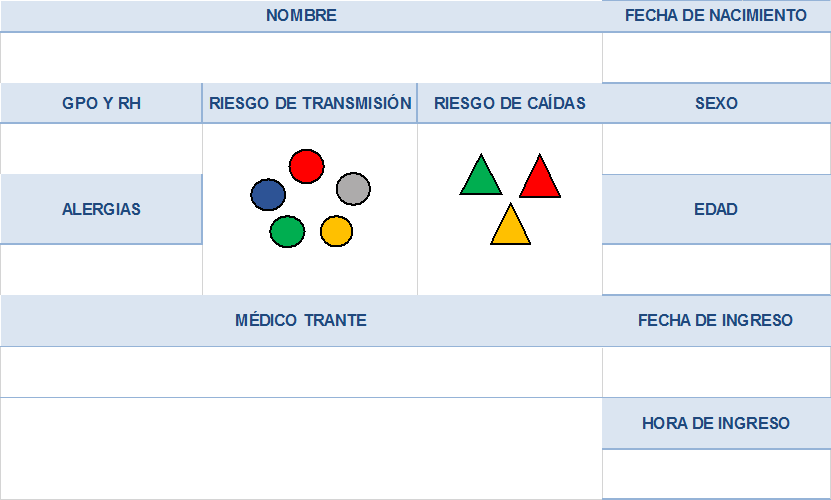 NOMBRE
FECHA DE NACIMIENTO
GPO Y RH
RIESGO DE TRANSMISIÓN
RIESGO DE CAÍDAS
SEXO
ALERGIAS
EDAD
MÉDICO TRANTE
FECHA DE INGRESO
HORA DE INGRESO